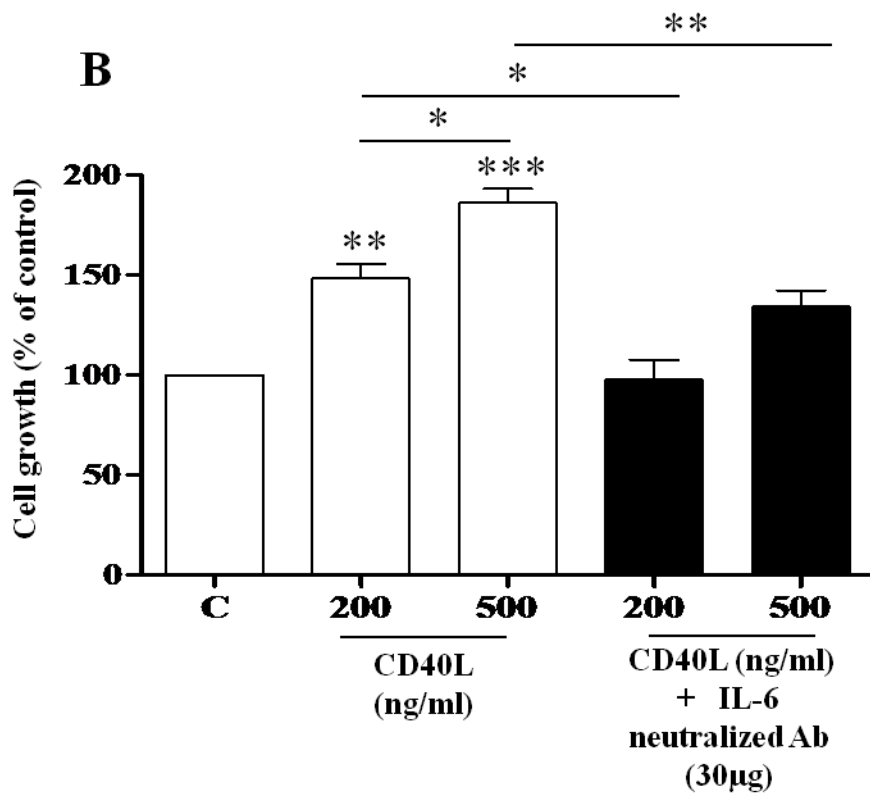 **
B
*
*
200
***
**
150
100
50
0
Cell growth (% of control)
C 200 500 200 500
CD40L
(ng/ml)
CD40L (ng/ml)
+ IL-6
neutralized Ab
(30µg)